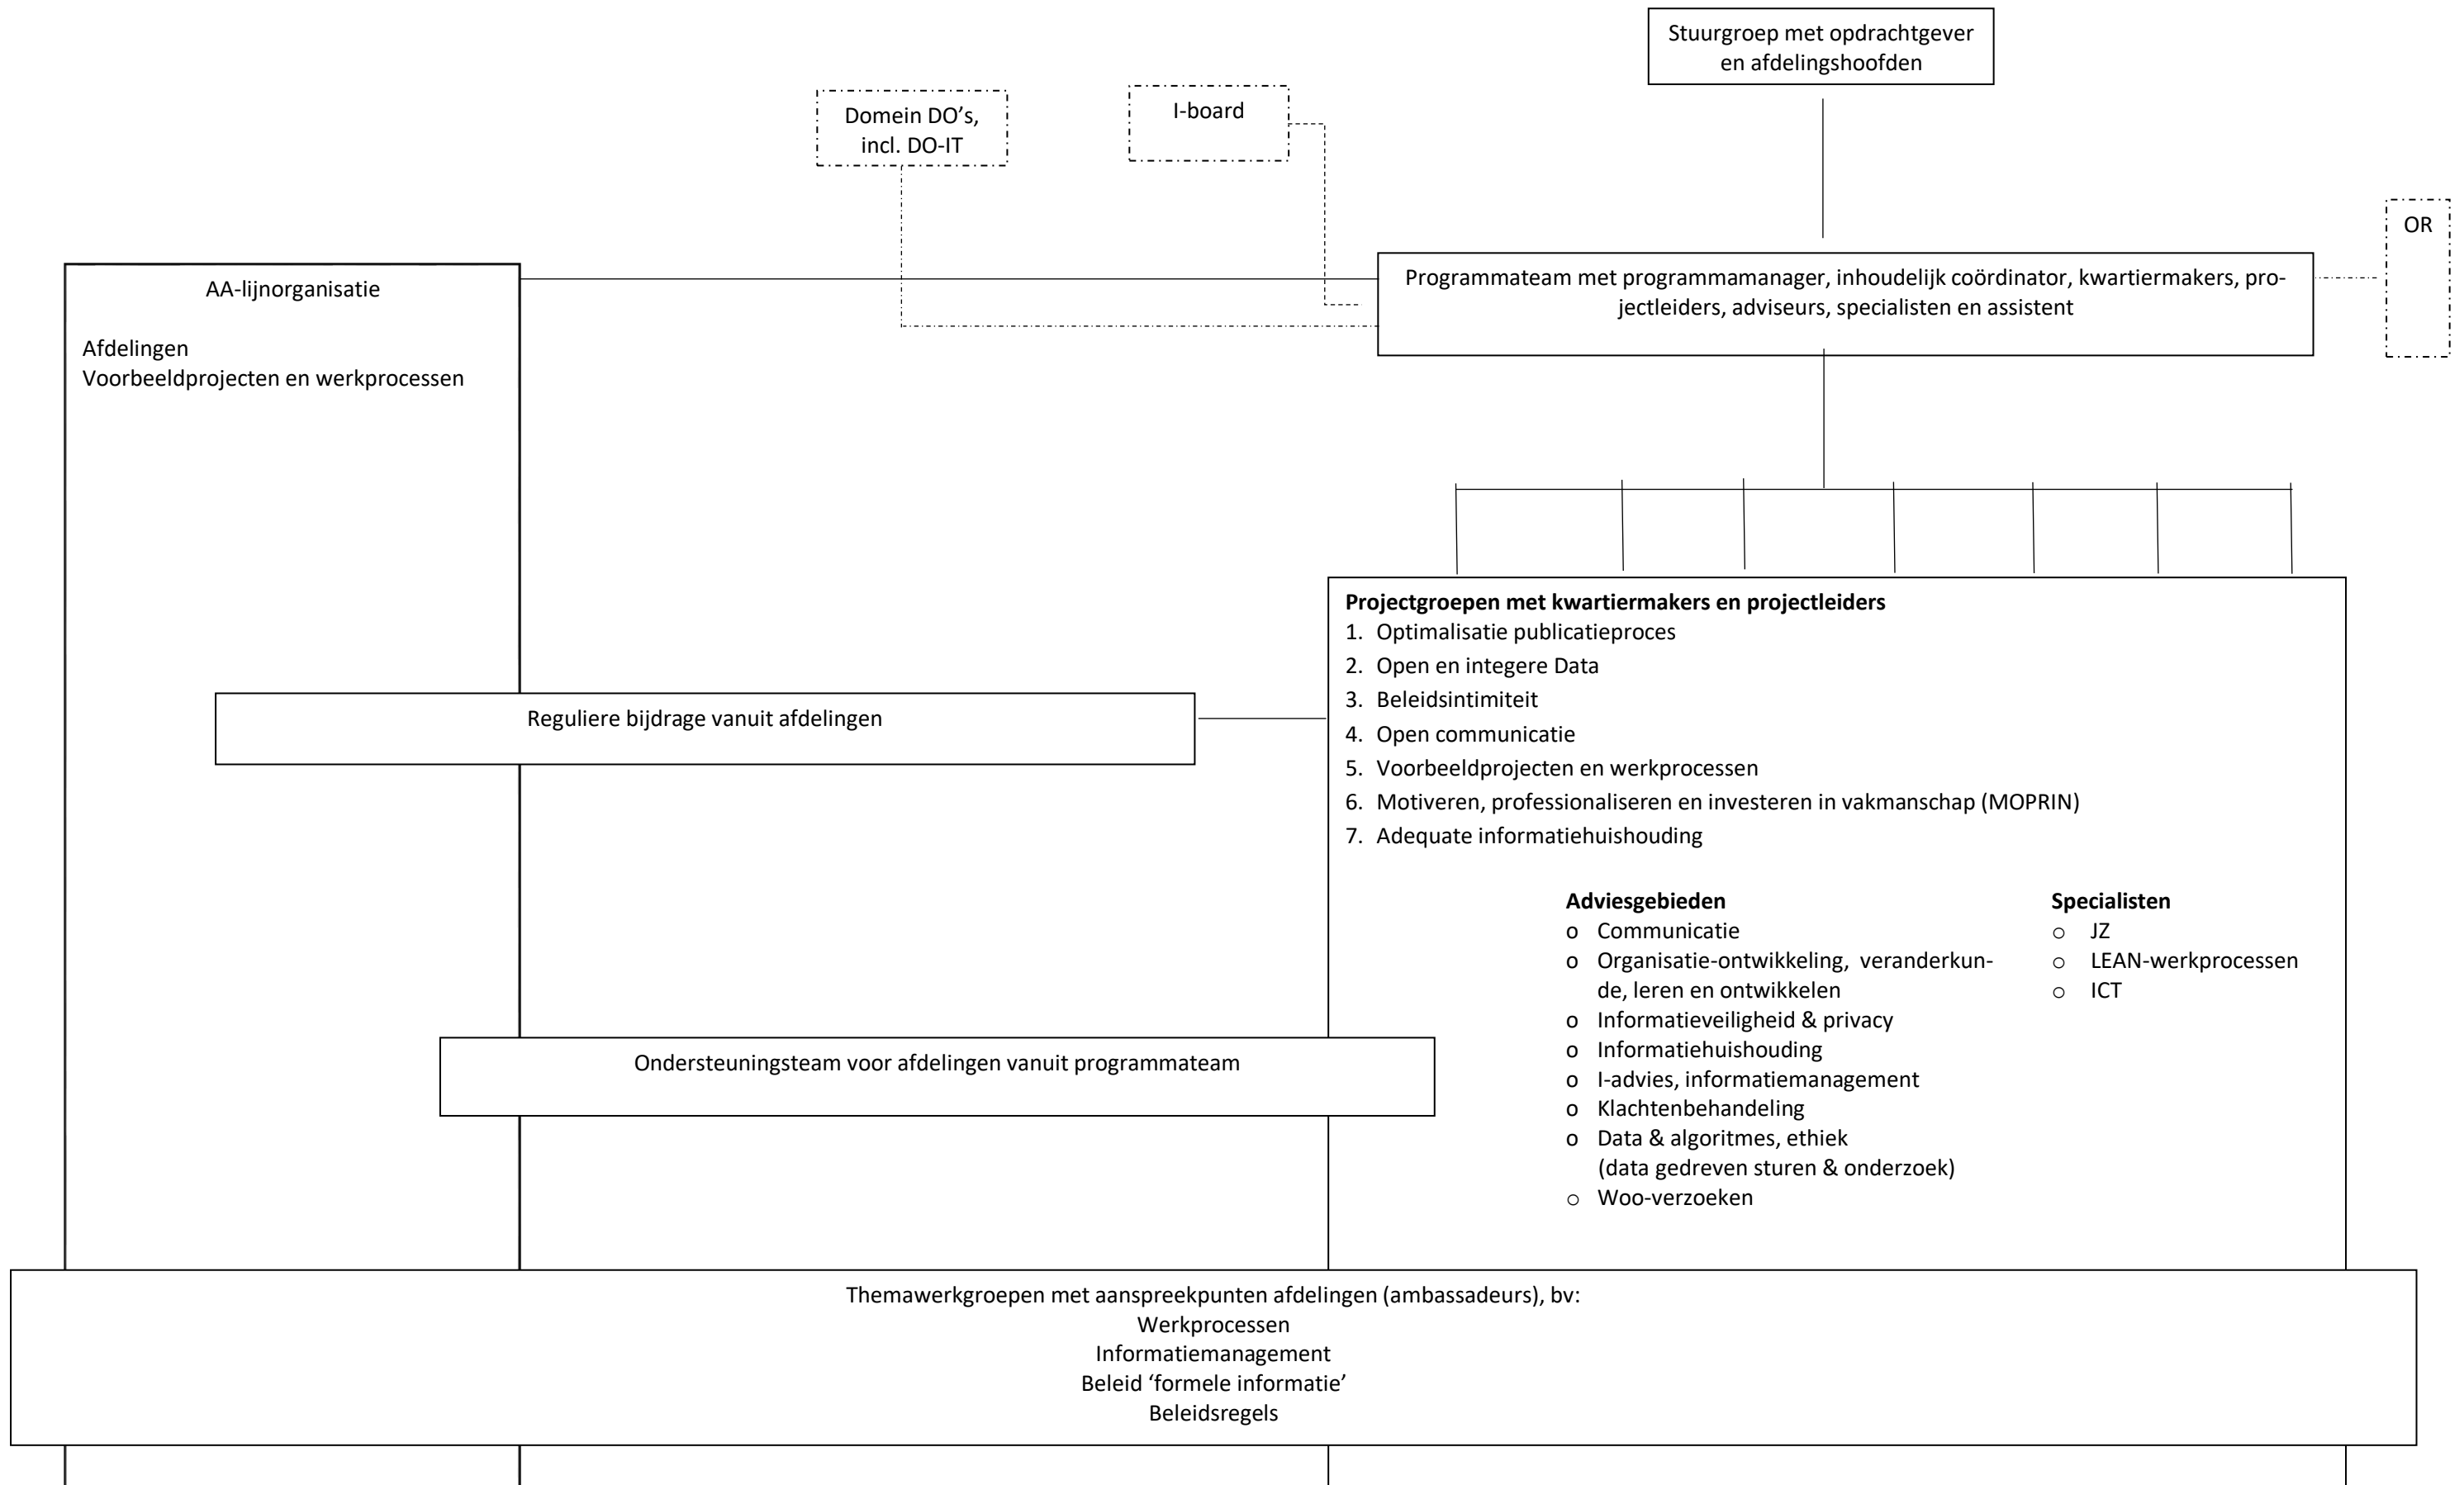 Stuurgroep met opdrachtgever
en afdelingshoofden
Domein DO's,
incl. DO-IT
I-board
OR
Programmateam met programmamanager, inhoudelijk coördinator, kwartiermakers, pro-
jectleiders, adviseurs, specialisten en assistent
AA-lijnorganisatie
Afdelingen
Voorbeeldprojecten en werkprocessen
Projectgroepen met kwartiermakers en projectleiders
1. Optimalisatie publicatieproces
2. Open en integere Data
3. Beleidsintimiteit
4. Open communicatie
5. Voorbeeldprojecten en werkprocessen
6. Motiveren, professionaliseren en investeren in vakmanschap (MOPRIN)
7. Adequate informatiehuishouding
Reguliere bijdrage vanuit afdelingen
Adviesgebieden
o Communicatie
o Organisatie-ontwikkeling, veranderkun-
de, leren en ontwikkelen
o Informatieveiligheid & privacy
o Informatiehuishouding
o I-advies, informatiemanagement
o Klachtenbehandeling
o Data & algoritmes, ethiek
(data gedreven sturen & onderzoek)
○ Woo-verzoeken
Specialisten
○ JZ
○ LEAN-werkprocessen
○ ICT
Ondersteuningsteam voor afdelingen vanuit programmateam
Themawerkgroepen met aanspreekpunten afdelingen (ambassadeurs), bv:
Werkprocessen
Informatiemanagement
Beleid ‘formele informatie’
Beleidsregels